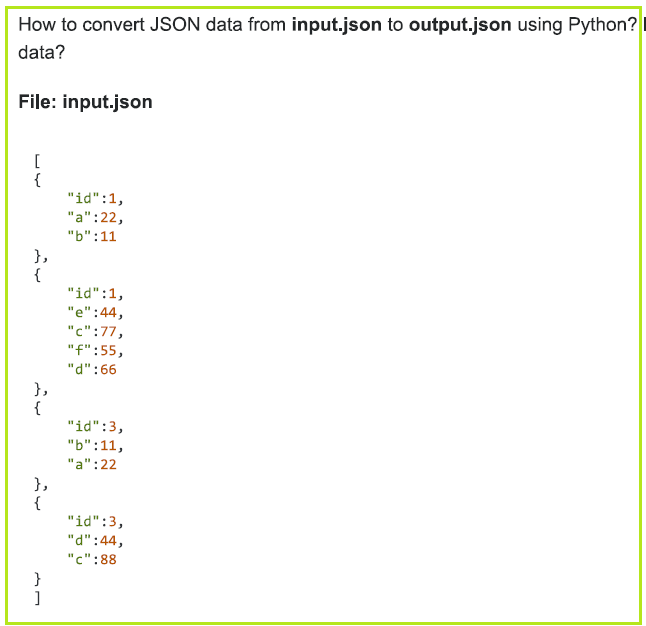 How to convert JSON data from input.json to output.json using Python?
data?
File: input.json
[
{
"id":1,
"a":22,
"b":11
},
{
"id":1,
"e":44,
"c":77,
"f":55,
"d":66
},
{
"id":3,
"b":11,
"a":22
},
{
"id":3,
"d":44,
"c":88
}
]